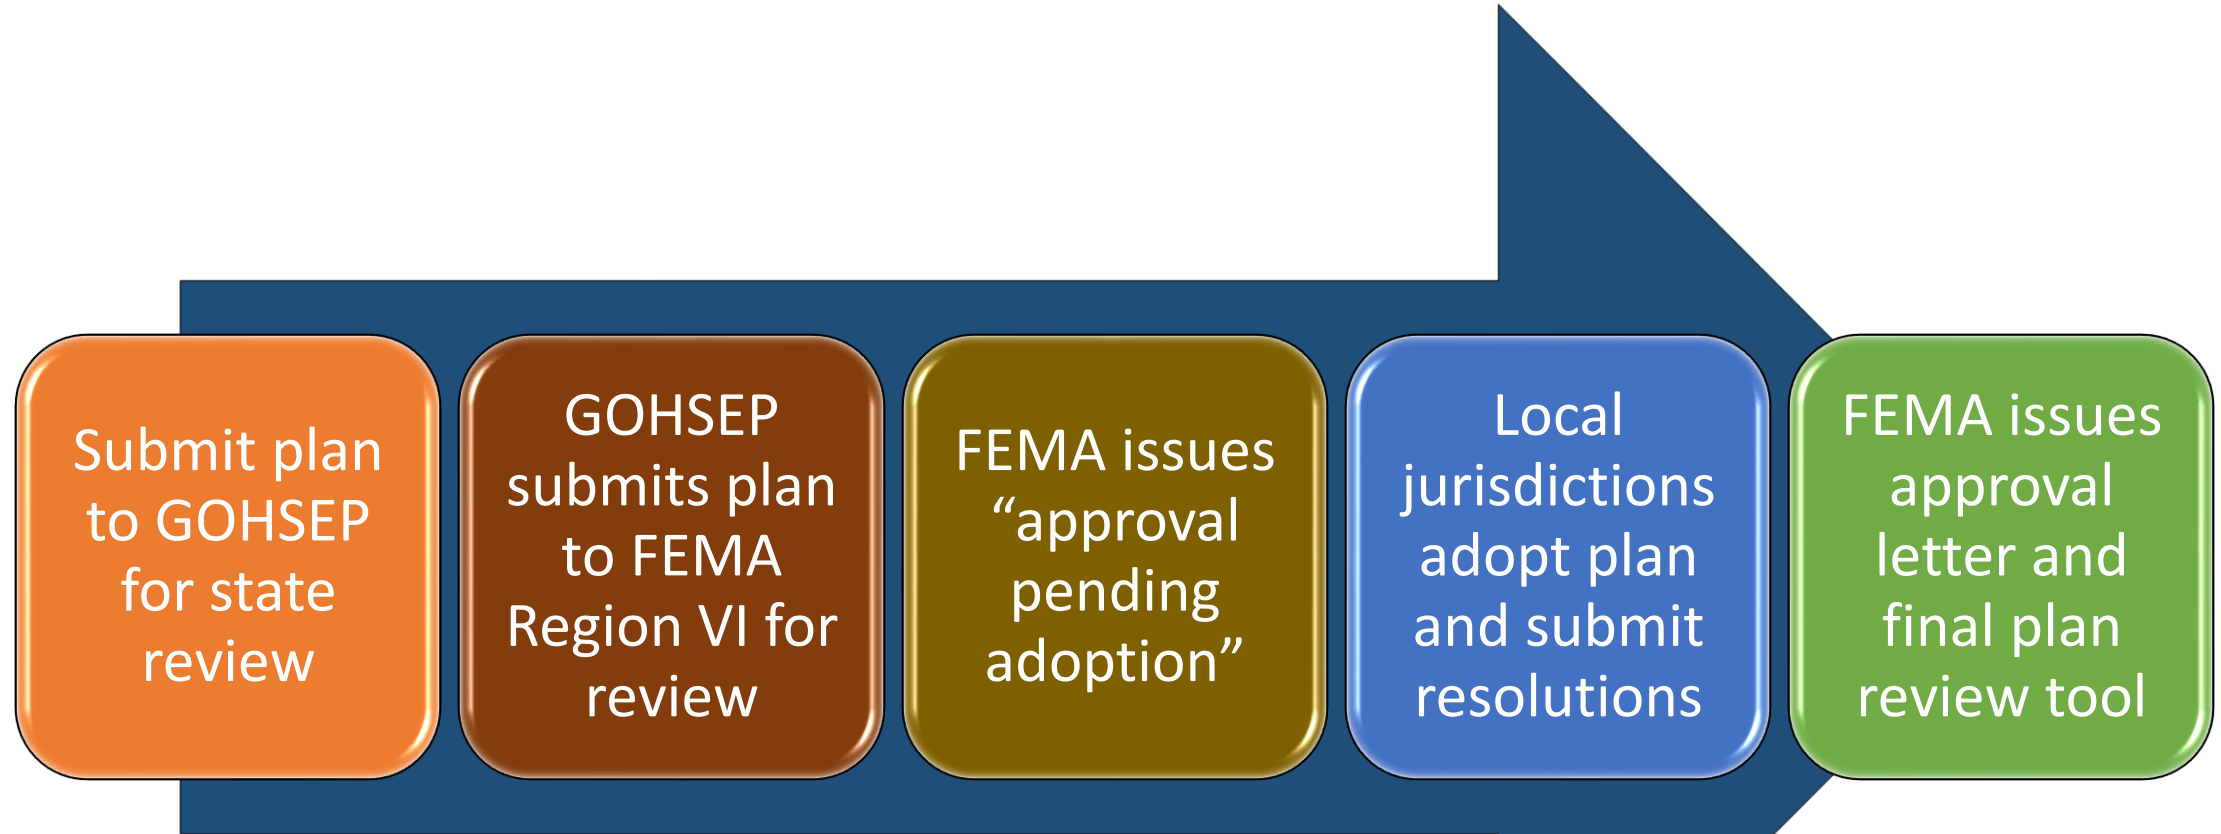 Submit plan
to GOHSEP
for state
review
GOHSEP
submits plan
to FEMA
Region VI for
review
FEMA issues
“approval
pending
adoption”
Local
jurisdictions
adopt plan
and submit
resolutions
FEMA issues
approval
letter and
final plan
review tool